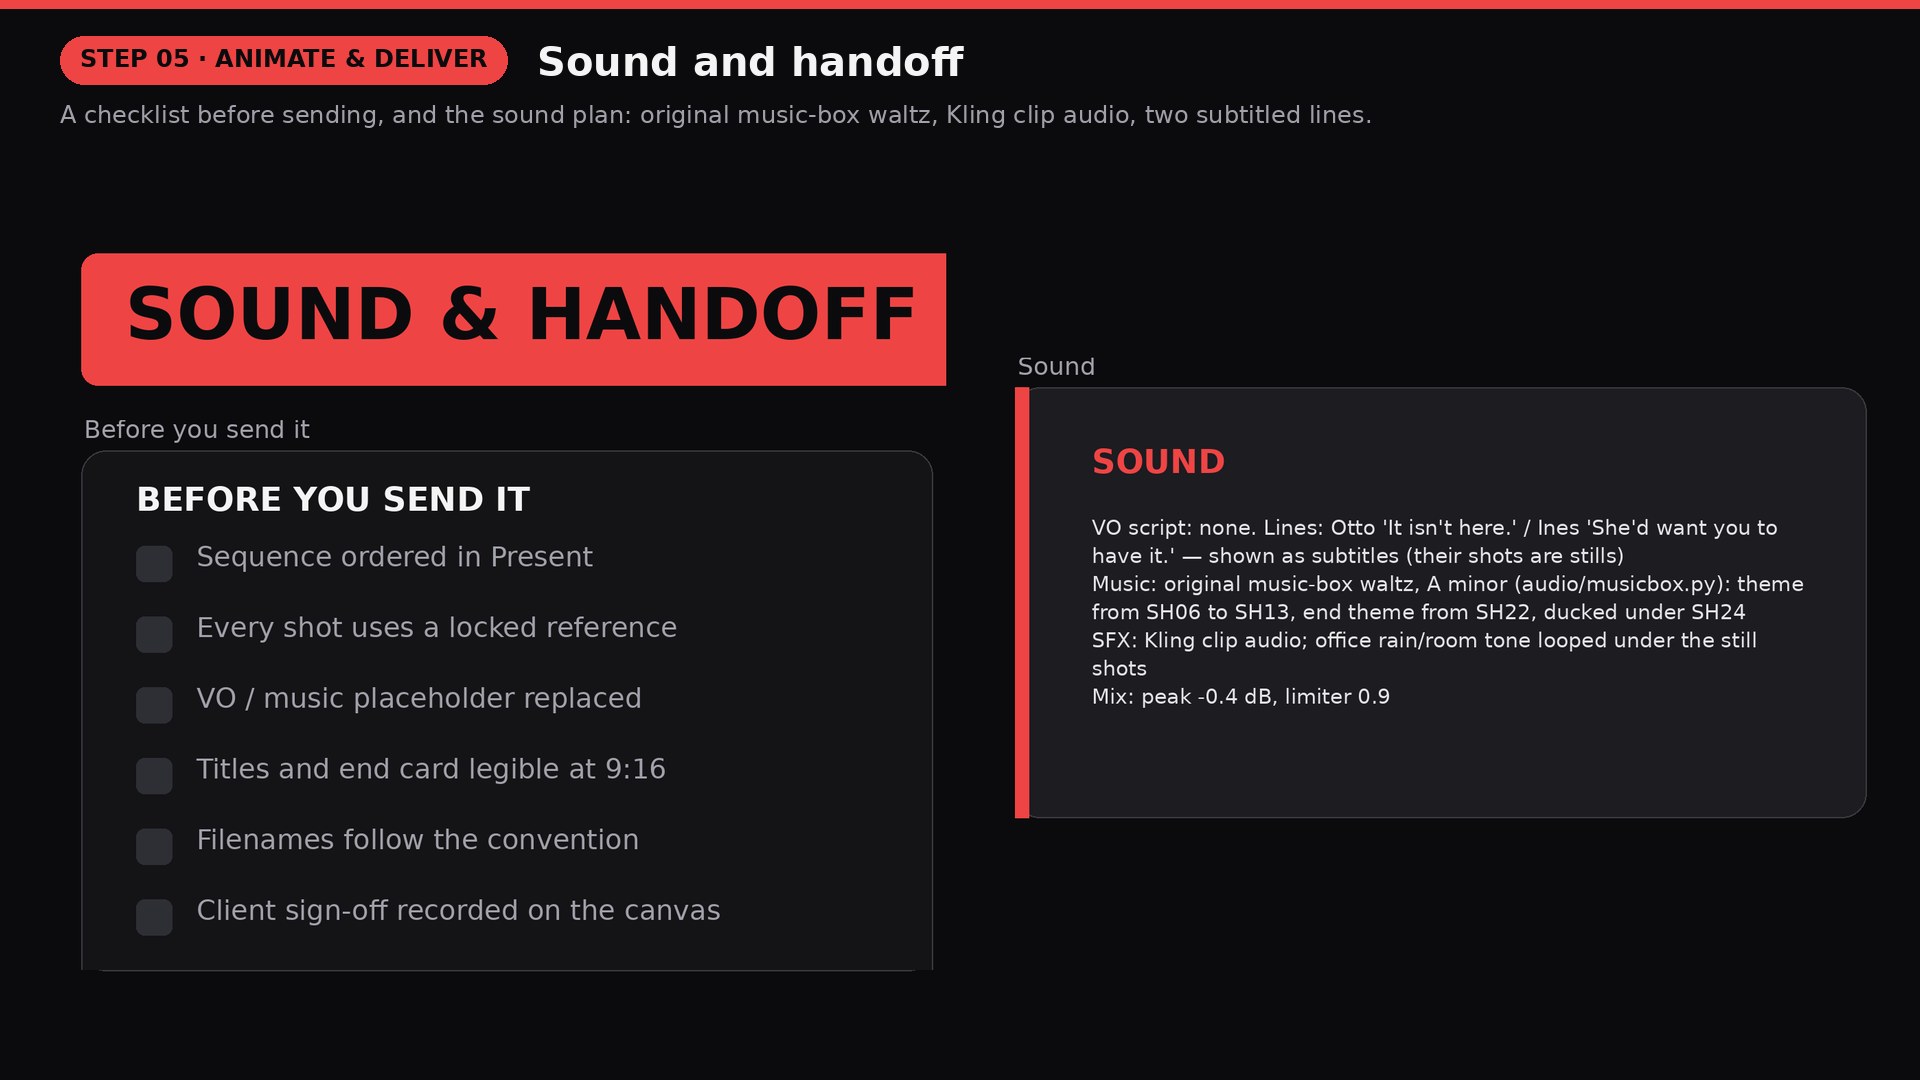 STEP 05 · ANIMATE & DELIVER
Sound and handoff
A checklist before sending, and the sound plan: original music-box waltz, Kling clip audio, two subtitled lines.
SOUND & HANDOFF
Before you send it
BEFORE YOU SEND IT
Sequence ordered in Present
Every shot uses a locked reference
VO / music placeholder replaced
Titles and end card legible at 9:16
Filenames follow the convention
Client sign-off recorded on the canvas
Sound
SOUND
VO script: none. Lines: Otto 'It isn't here.' / Ines 'She'd want you to
have it.' — shown as subtitles (their shots are stills)
Music: original music-box waltz, A minor (audio/musicbox.py): theme
from SH06 to SH13, end theme from SH22, ducked under SH24
SFX: Kling clip audio; office rain/room tone looped under the still
shots
Mix: peak -0.4 dB, limiter 0.9